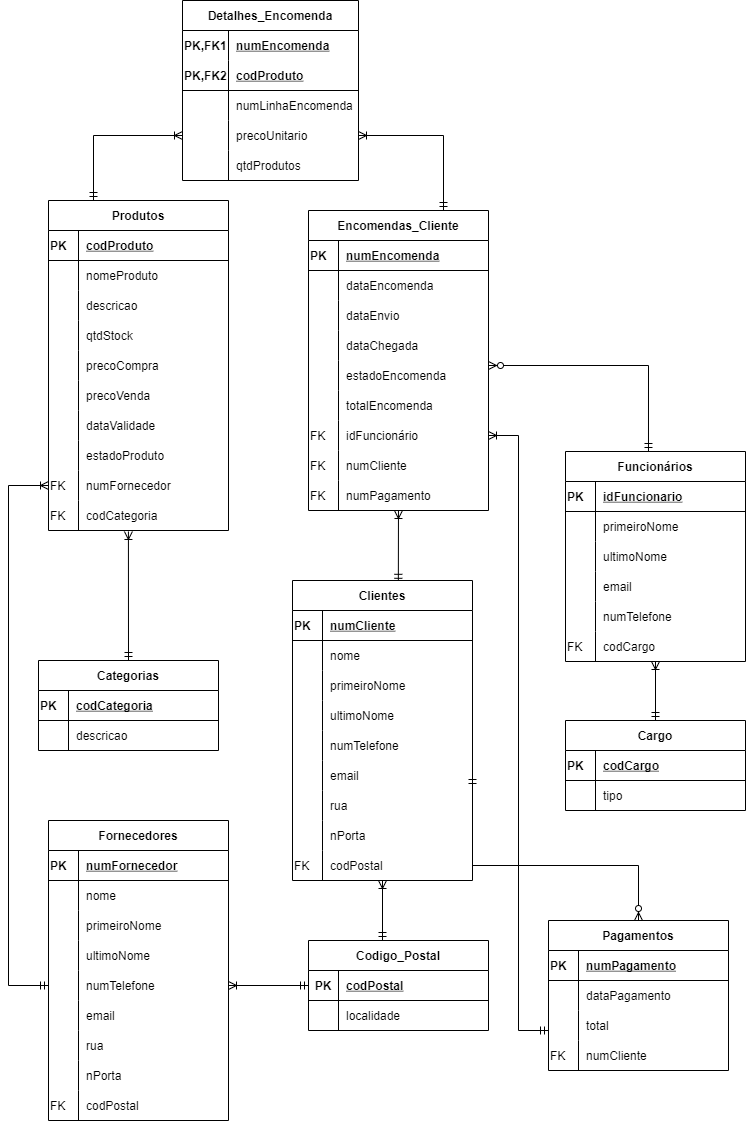 Detalhes_Encomenda
PK,FK1 numEncomenda
PK,FK2 codProduto
numLinhaEncomenda
precoUnitario
qtdProdutos
Produtos
PK codProduto
nomeProduto
descricao
qtdStock
precoCompra
precoVenda
dataValidade
estadoProduto
FK numFornecedor
FK codCategoria
Encomendas_Cliente
PK numEncomenda
dataEncomenda
dataEnvio
dataChegada
estadoEncomenda
totalEncomenda
FK idFuncionário
FK numCliente
FK numPagamento
Funcionários
PK idFuncionario
primeiroNome
ultimoNome
email
numTelefone
FK codCargo
Categorias
PK codCategoria
descricao
Clientes
PK numCliente
nome
primeiroNome
ultimoNome
numTelefone
email
rua
nPorta
FK codPostal
Cargo
PK codCargo
tipo
Fornecedores
PK numFornecedor
nome
primeiroNome
ultimoNome
numTelefone
email
rua
nPorta
FK codPostal
Codigo_Postal
PK codPostal
localidade
Pagamentos
PK numPagamento
dataPagamento
total
FK numCliente